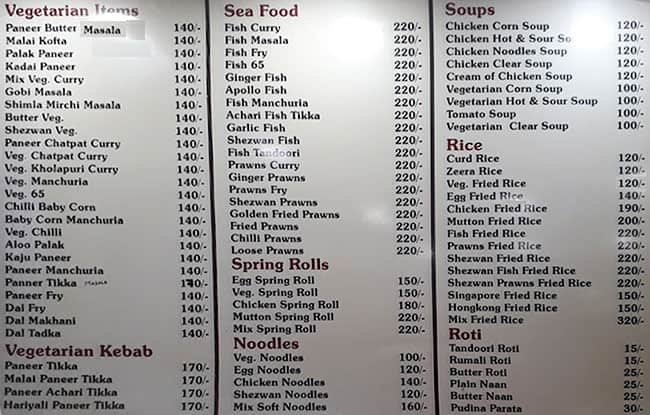 Vegetarian Items
Paneer Butter Masala 140/-
Malai Kofta 140/-
Palak Paneer 140/-
Kadai Paneer 140/-
Mix Veg. Curry 140/-
Gobi Masala 140/-
Shimla Mirchi Masala 140/-
Butter Veg. 140/-
Shezwan Veg. 140/-
Paneer Chatpat Curry 140/-
Veg. Chatpat Curry 140/-
Veg. Kholapuri Curry 140/-
Veg. Manchuria 140/-
Veg. 65 140/-
Chilli Baby Corn 140/-
Baby Corn Manchuria 140/-
Veg. Chilli 140/-
Aloo Palak 140/-
Kaju Paneer 140/-
Paneer Manchuria 140/-
Panner Tikka Masala
Paneer Fry 140/-
Dai Fry 140/-
Dal Makhani 140/-
Dal Tadka 140/-
Vegetarian Kebab
Paneer Tikka 170/-
Malai Paneer Tikka 170/-
Paneer Achari Tikka 170/-
Hariyali Paneer Tikka 170/-
Sea Food
Fish Curry 220/-
Fish Masala 220/-
Fish Fry 220/-
Fish 65 220/-
Ginger Fish 220/-
Apollo Fish 220/-
Fish Manchuria 220/-
Achari Fish Tikka 220/-
Garlic Fish 220/-
Shezwan Fish 220/-
Fish Tandoori 220/-
Prawns Curry 220/-
Ginger Prawns 220/-
Prawns Fry 220/-
Shezwan Prawns 220/-
Golden Fried Prawns 220/-
Fried Prawns 220/-
Chilli Prawns 220/-
Loose Prawns 220/-
Spring Rolls
Egg Spring Roll 150/-
Veg. Spring Roll 150/-
Chicken Spring Roll 180/-
Mutton Spring Roll 220/-
Mix Spring Roll 220/-
Noodles
Veg. Noodles 100/-
Egg Noodles 120/-
Chicken Noodles 140/-
Shezwan Noodles 120/-
Mix Soft Noodles 160/-
Soups
Chicken Corn Soup 120/-
Chicken Hot & Sour So 120/-
Chicken Noodles Soup 120/-
Chicken Clear Soup 120/-
Cream of Chicken Soup 120/-
Vegetarian Corn Soup 100/-
Vegetarian Hot & Sour Soup 100/-
Tomato Soup 100/-
Vegetarian Clear Soup 100/-
Rice
Curd Rice 120/-
Zeera Rice 120/-
Veg. Fried Rice 120/-
Egg Fried Rice 140/-
Chicken Fried Rice 190/-
Mutton Fried Rice 200/-
Fish Fried Rice 220/-
Prawns Fried Rice 220/-
Shezwan Fried Rice 220/-
Shezwan Fish Fried Rice 220/-
Shezwan Prawns Fried Rice 220/-
Singapore Fried Rice 150/-
Hongkong Fried Rice 150/-
Mix Fried Rice 320/-
Roti
Tandoori Roti 15/-
Rumali Roti 15/-
Butter Roti 25/-
Plain Naan 25/-
Butter Naan 25/-
Pudina Parata 30/-